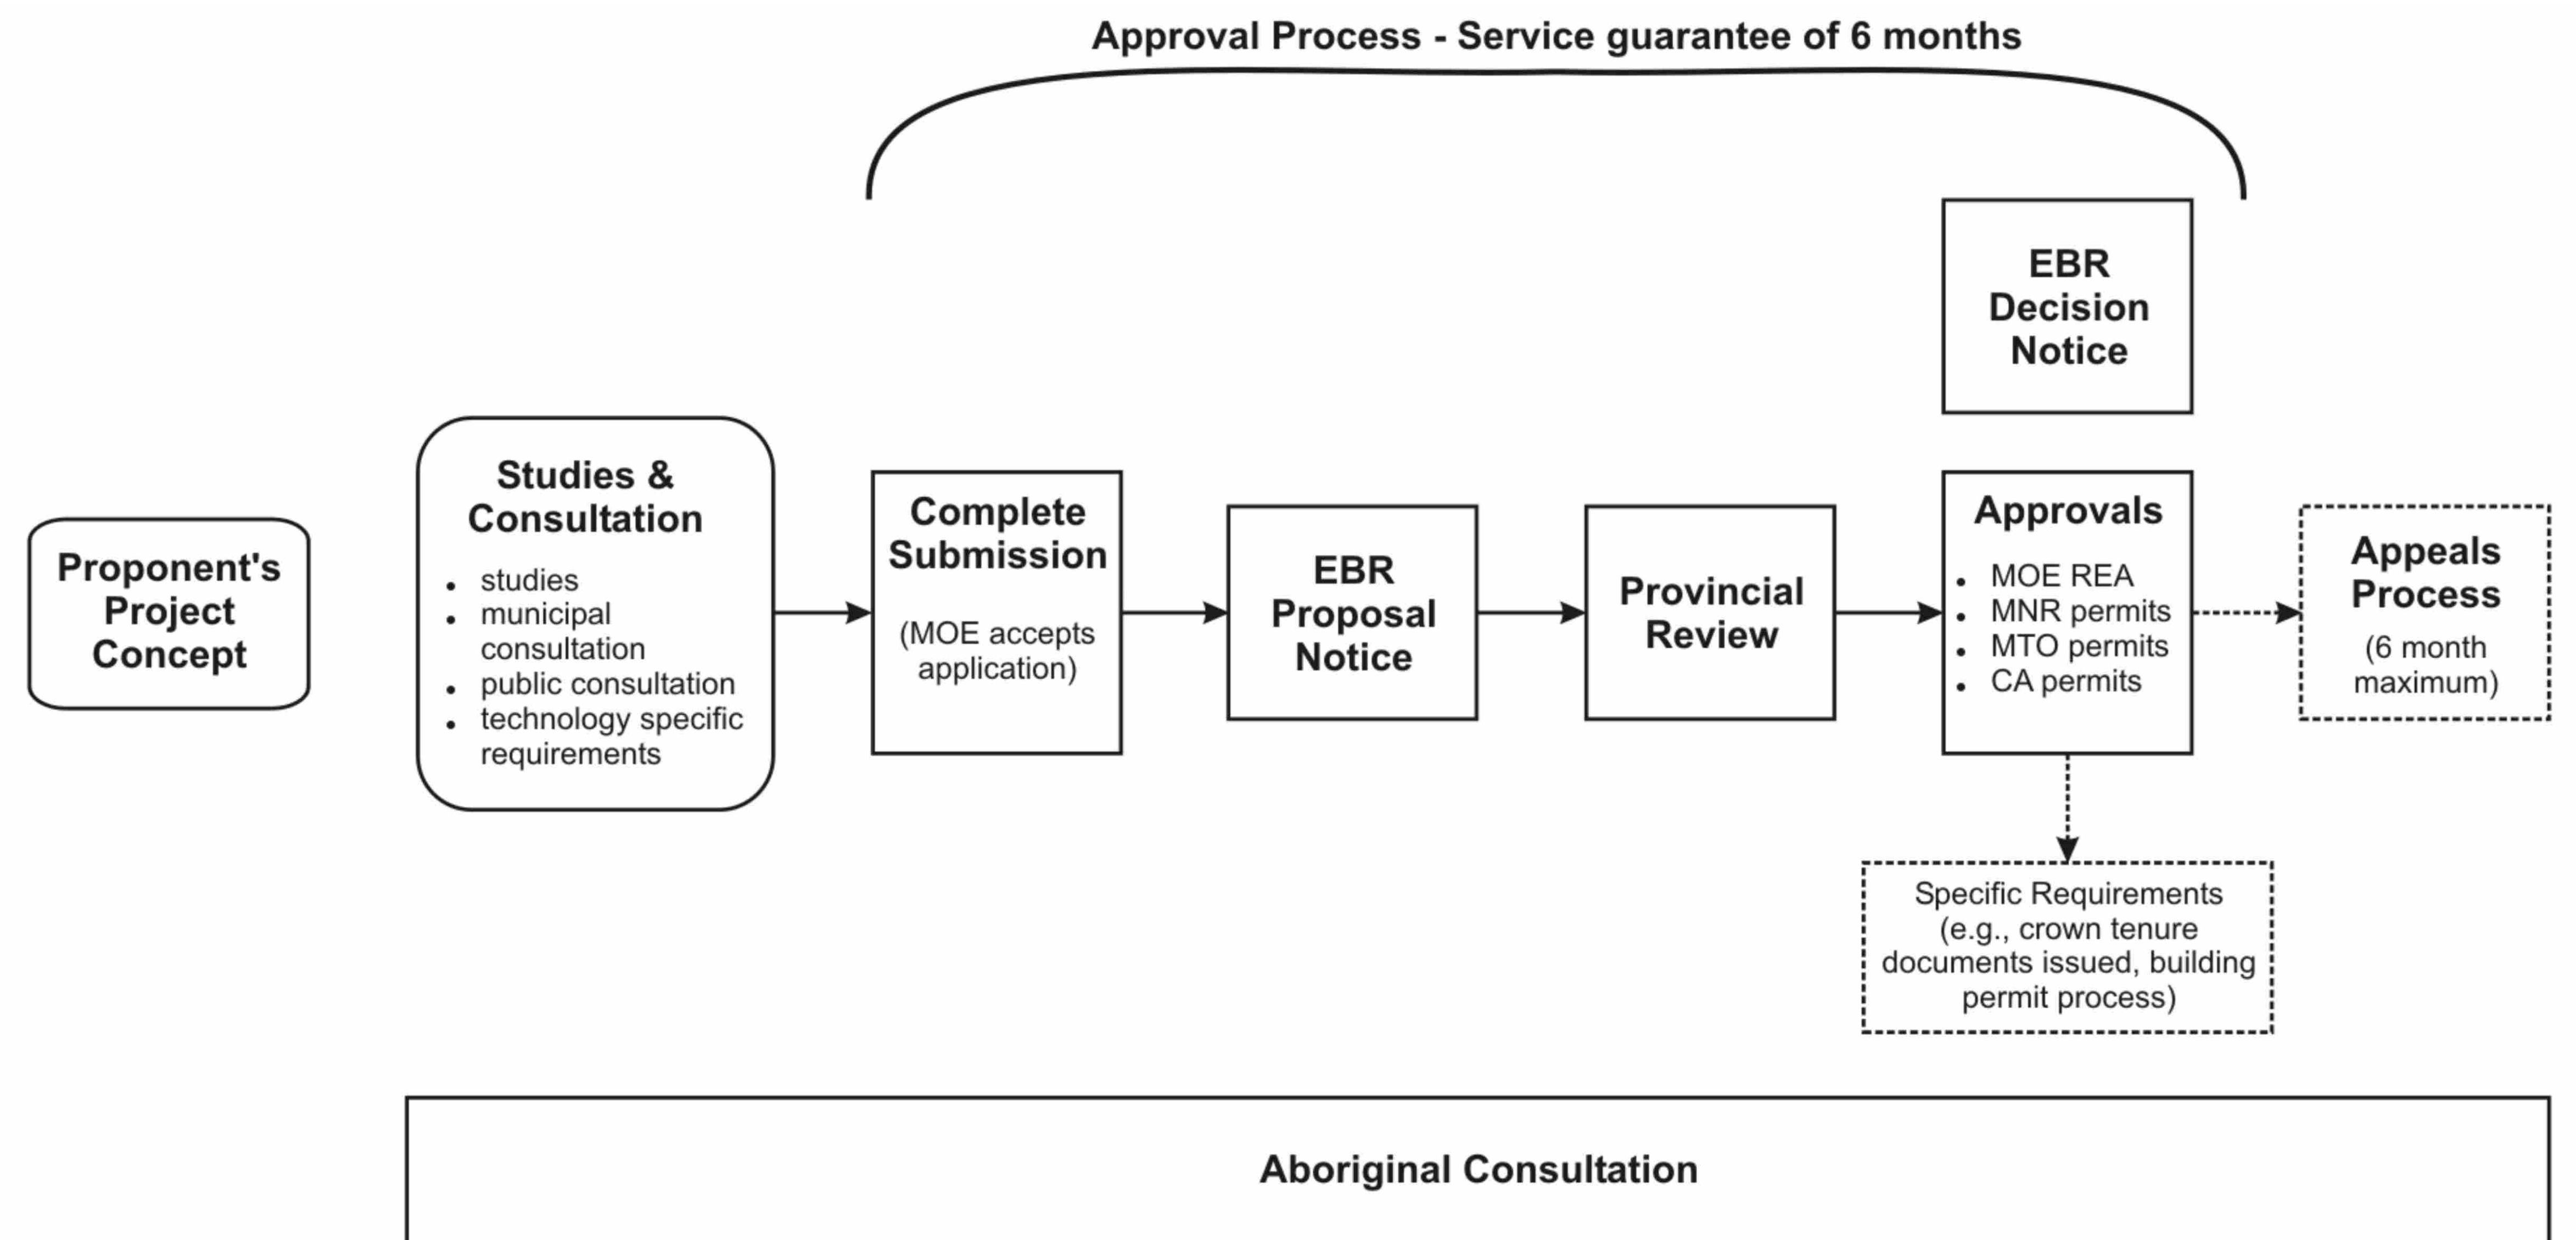 Approval Process - Service guarantee of 6 months
EBR
Decision
Notice
Proponent's
Project
Concept
Studies &
Consultation
• studies
• municipal
consultation
• public consultation
• technology specific
requirements
Complete
Submission
(MOE accepts
application)
EBR
Proposal
Notice
Provincial
Review
Approvals
• MOE REA
• MNR permits
• MTO permits
• CA permits
Appeals
Process
(6 month
maximum)
Specific Requirements
(e.g., crown tenure
documents issued, building
permit process)
Aboriginal Consultation